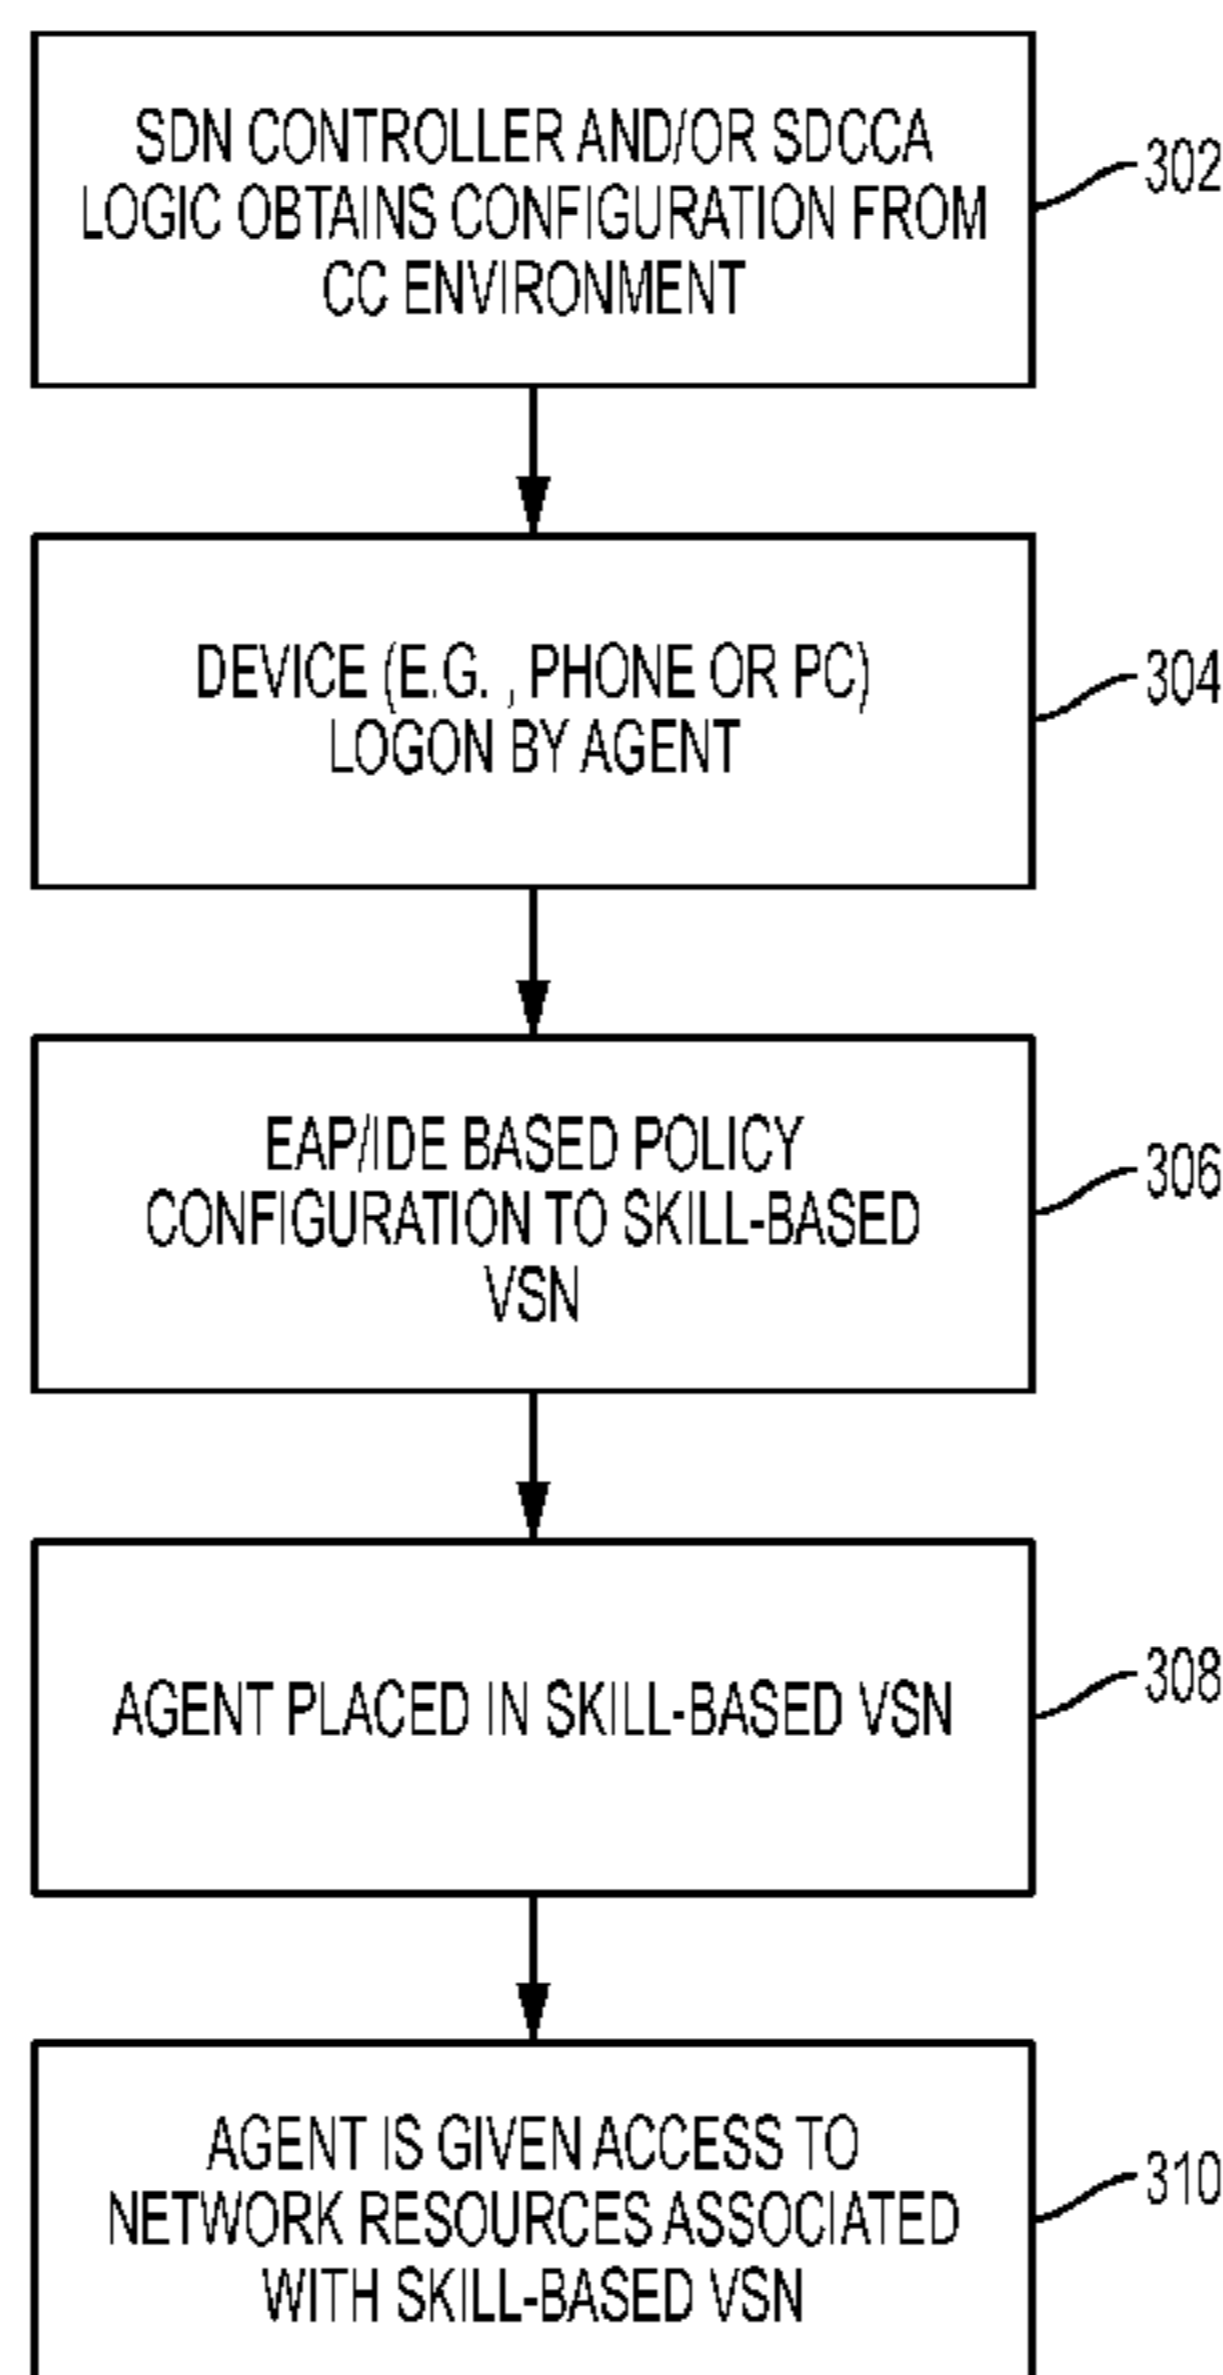 SDN CONTROLLER AND/OR SDCCA
LOGIC OBTAINS CONFIGURATION FROM
CC ENVIRONMENT
302
DEVICE (E.G. , PHONE OR PC)
LOGON BY AGENT
304
EAP/IDE BASED POLICY
CONFIGURATION TO SKILL-BASED
VSN
306
AGENT PLACED IN SKILL-BASED VSN
308
AGENT IS GIVEN ACCESS TO
NETWORK RESOURCES ASSOCIATED
WITH SKILL-BASED VSN
310